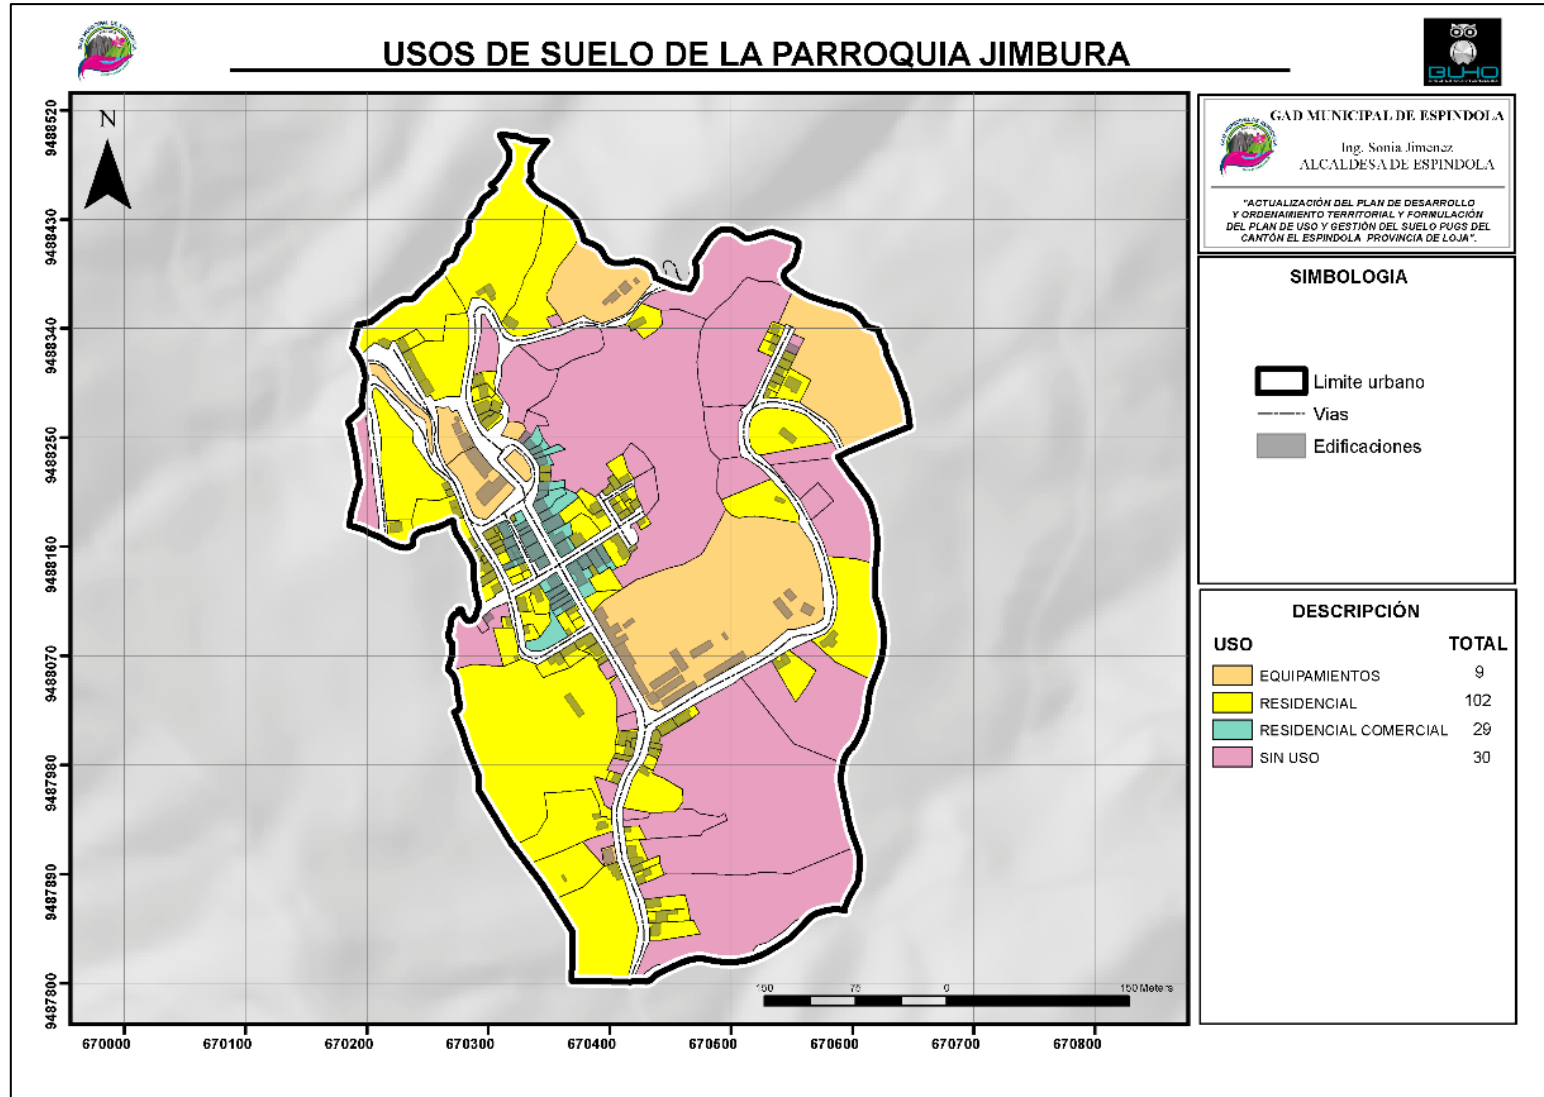 USOS DE SUELO DE LA PARROQUIA JIMBURA
BUHO
GAD MUNICIPAL DE ESPINDOLA
Ing. Sonia Jimenez
ALCALDESA DE ESPINDOLA
"ACTUALIZACIÓN DEL PLAN DE DESARROLLO
Y ORDENAMIENTO TERRITORIAL Y FORMULACIÓN
DEL PLAN DE USO Y GESTIÓN DEL SUELO PUGS DEL
CANTÓN EL ESPINDOLA PROVINCIA DE LOJA".
SIMBOLOGIA
Limite urbano
Vias
Edificaciones
DESCRIPCIÓN
USO TOTAL
EQUIPAMIENTOS 9
RESIDENCIAL 102
RESIDENCIAL COMERCIAL 29
SIN USO 30
N
9488520
9488430
9488340
9488250
9488160
9488070
9487980
9487890
9487800
150 75 0 150 Meters
670000 670100 670200 670300 670400 670500 670600 670700 670800